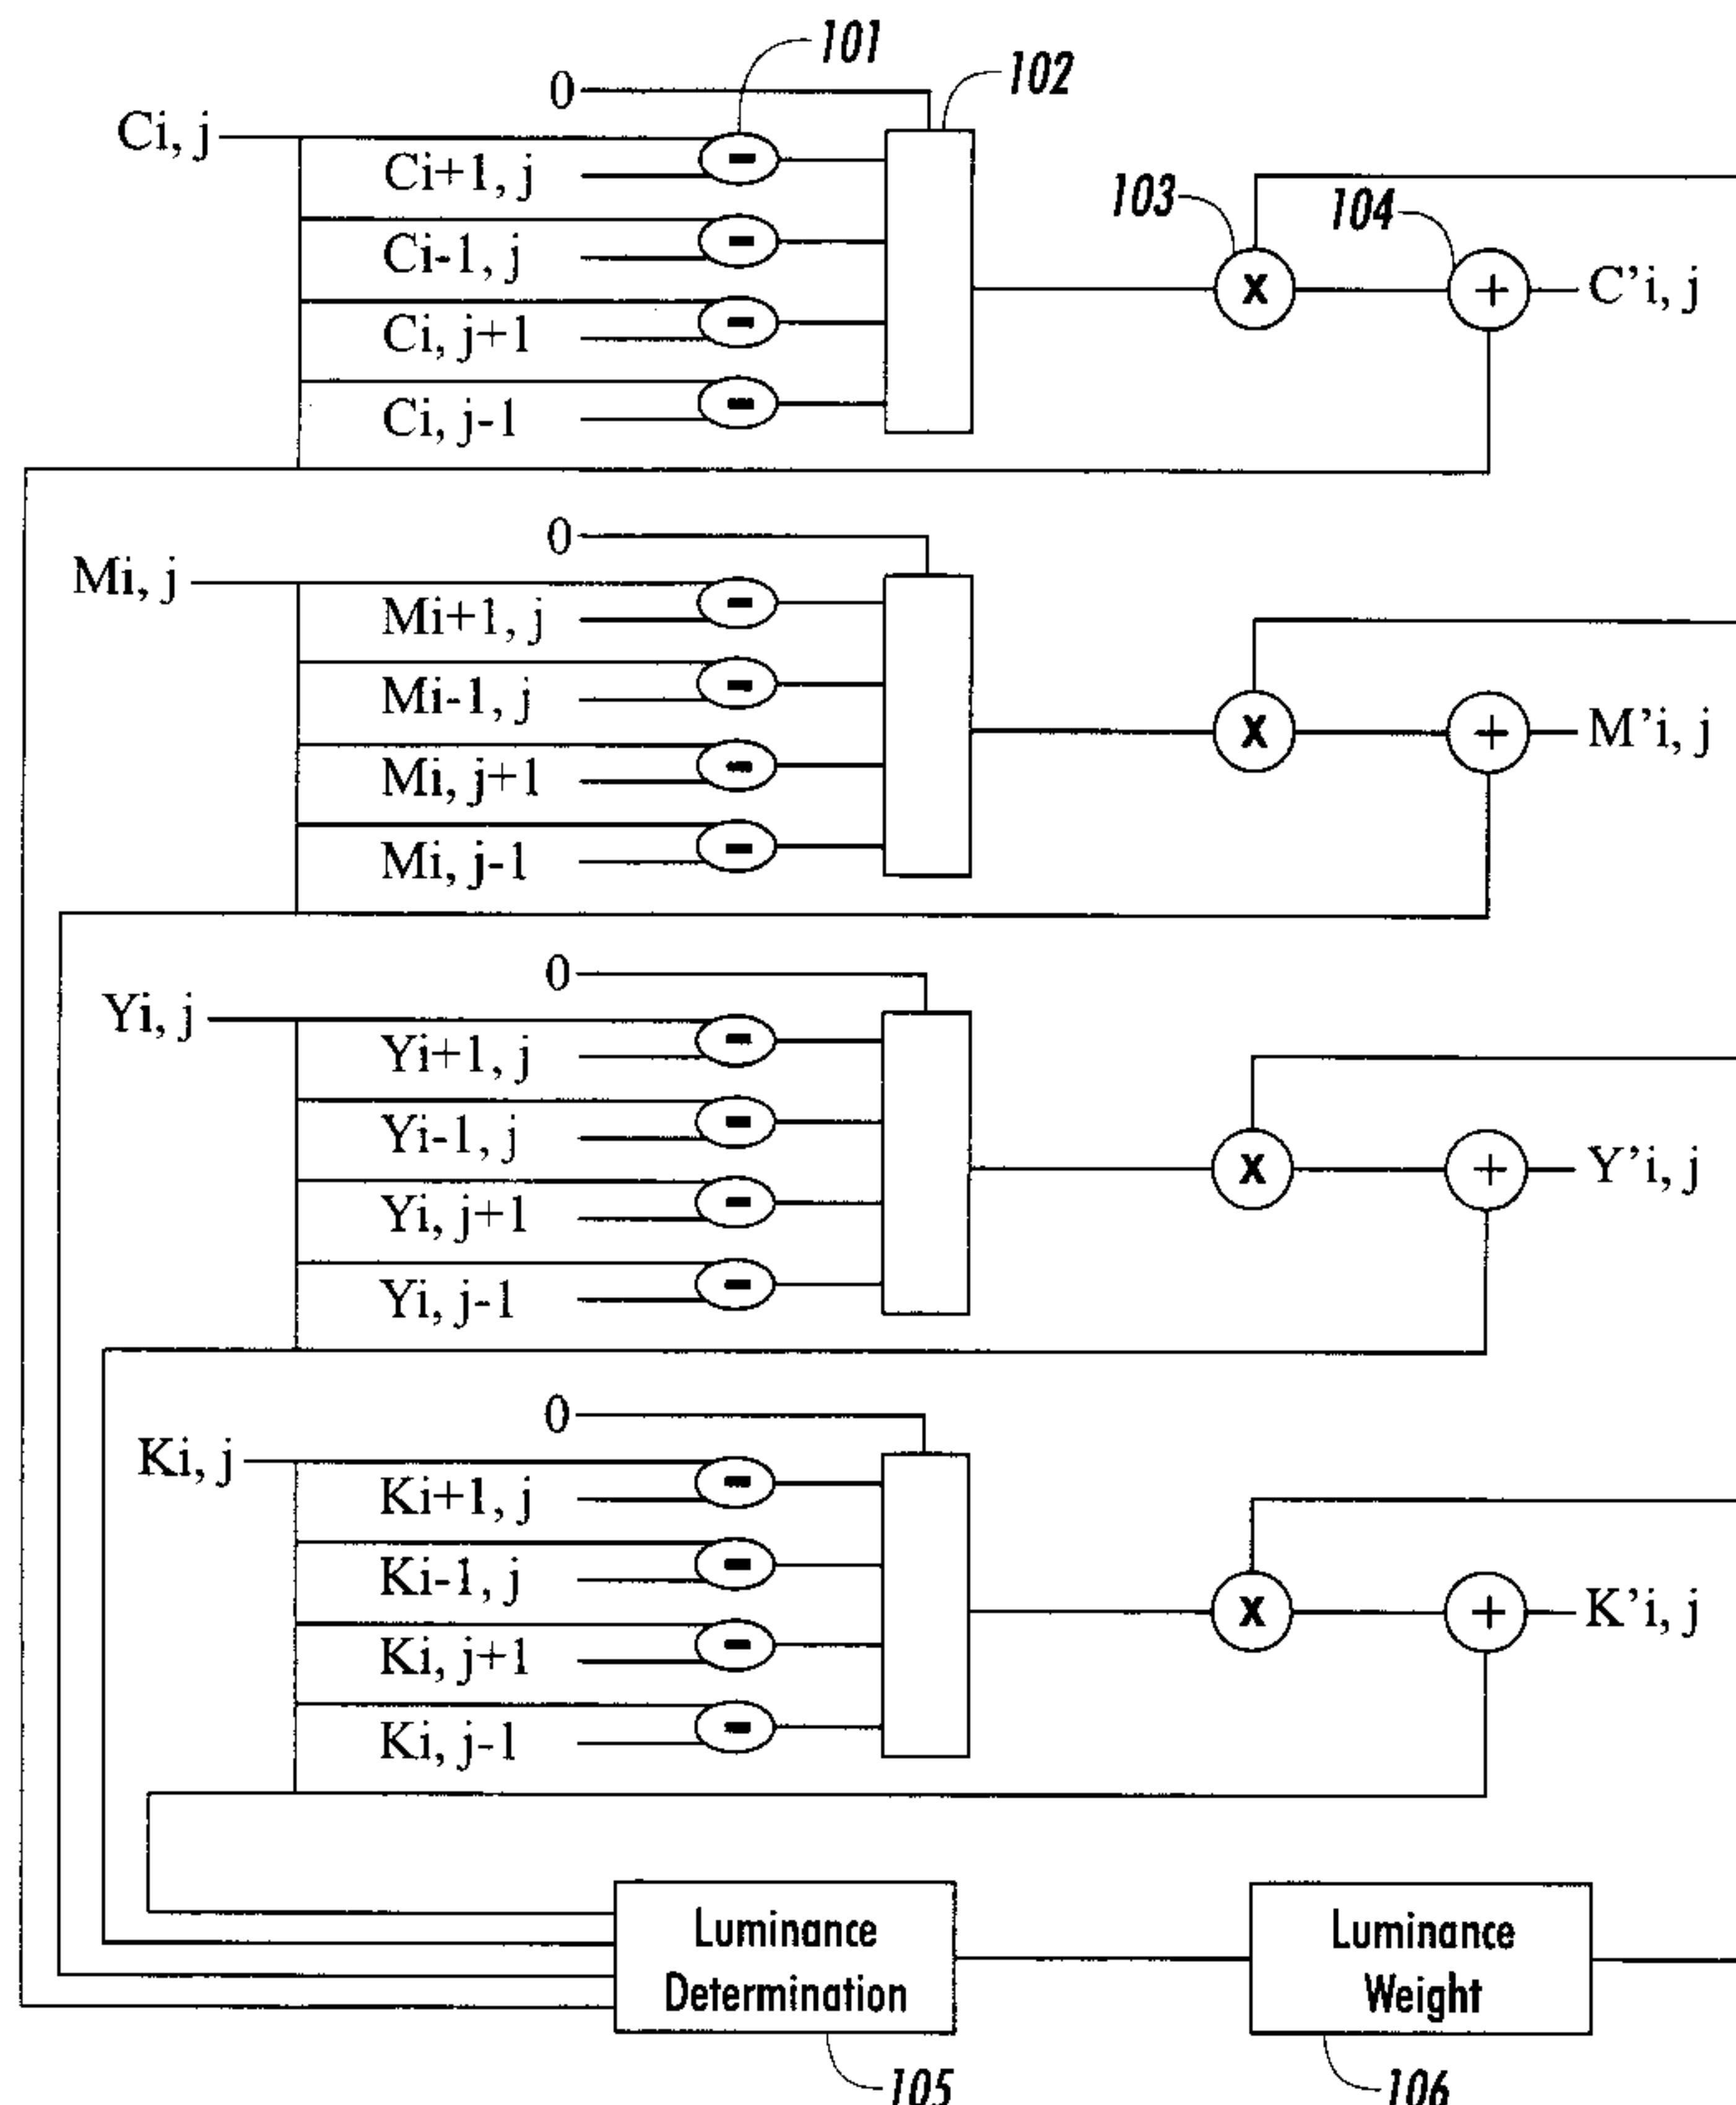 101
0
102
Ci, j
Ci+1, j
-
Ci-1, j
-
Ci, j+1
-
Ci, j-1
-
103
104
X
+
C’i, j
0
Mi, j
Mi+1, j
-
Mi-1, j
-
Mi, j+1
-
Mi, j-1
-
X
+
M’i, j
0
Yi, j
Yi+1, j
-
Yi-1, j
-
Yi, j+1
-
Yi, j-1
-
X
+
Y’i, j
0
Ki, j
Ki+1, j
-
Ki-1, j
-
Ki, j+1
-
Ki, j-1
-
X
+
K’i, j
Luminance
Determination
Luminance
Weight
105
106